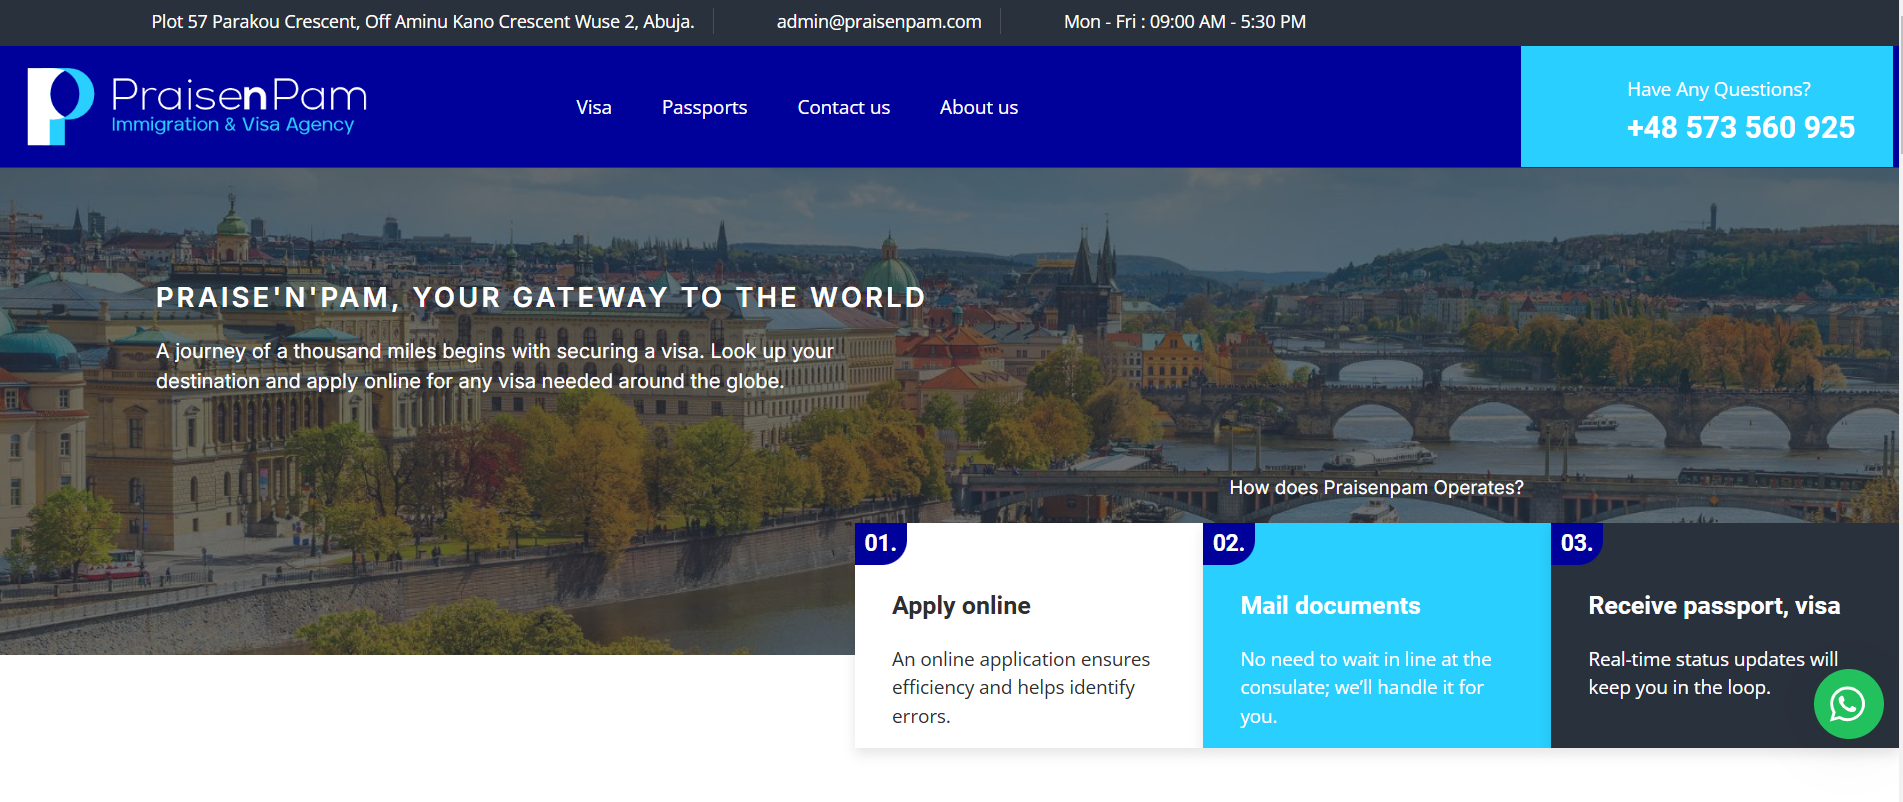 Plot 57 Parakou Crescent, Off Aminu Kano Crescent Wuse 2, Abuja.
admin@praisenpam.com
Mon - Fri : 09:00 AM - 5:30 PM
PraisenPam
Immigration & Visa Agency
Visa
Passports
Contact us
About us
Have Any Questions?
+48 573 560 925
PRAISE'N'PAM, YOUR GATEWAY TO THE WORLD
A journey of a thousand miles begins with securing a visa. Look up your
destination and apply online for any visa needed around the globe.
How does Praisenpam Operates?
01.
Apply online
An online application ensures
efficiency and helps identify
errors.
02.
Mail documents
No need to wait in line at the
consulate; we’ll handle it for
you.
03.
Receive passport, visa
Real-time status updates will
keep you in the loop.